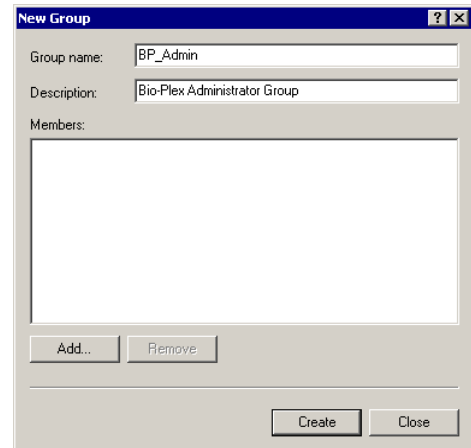 New Group
Group name: BP_Admin
Description: Bio-Plex Administrator Group
Members:
Add... Remove
Create Close